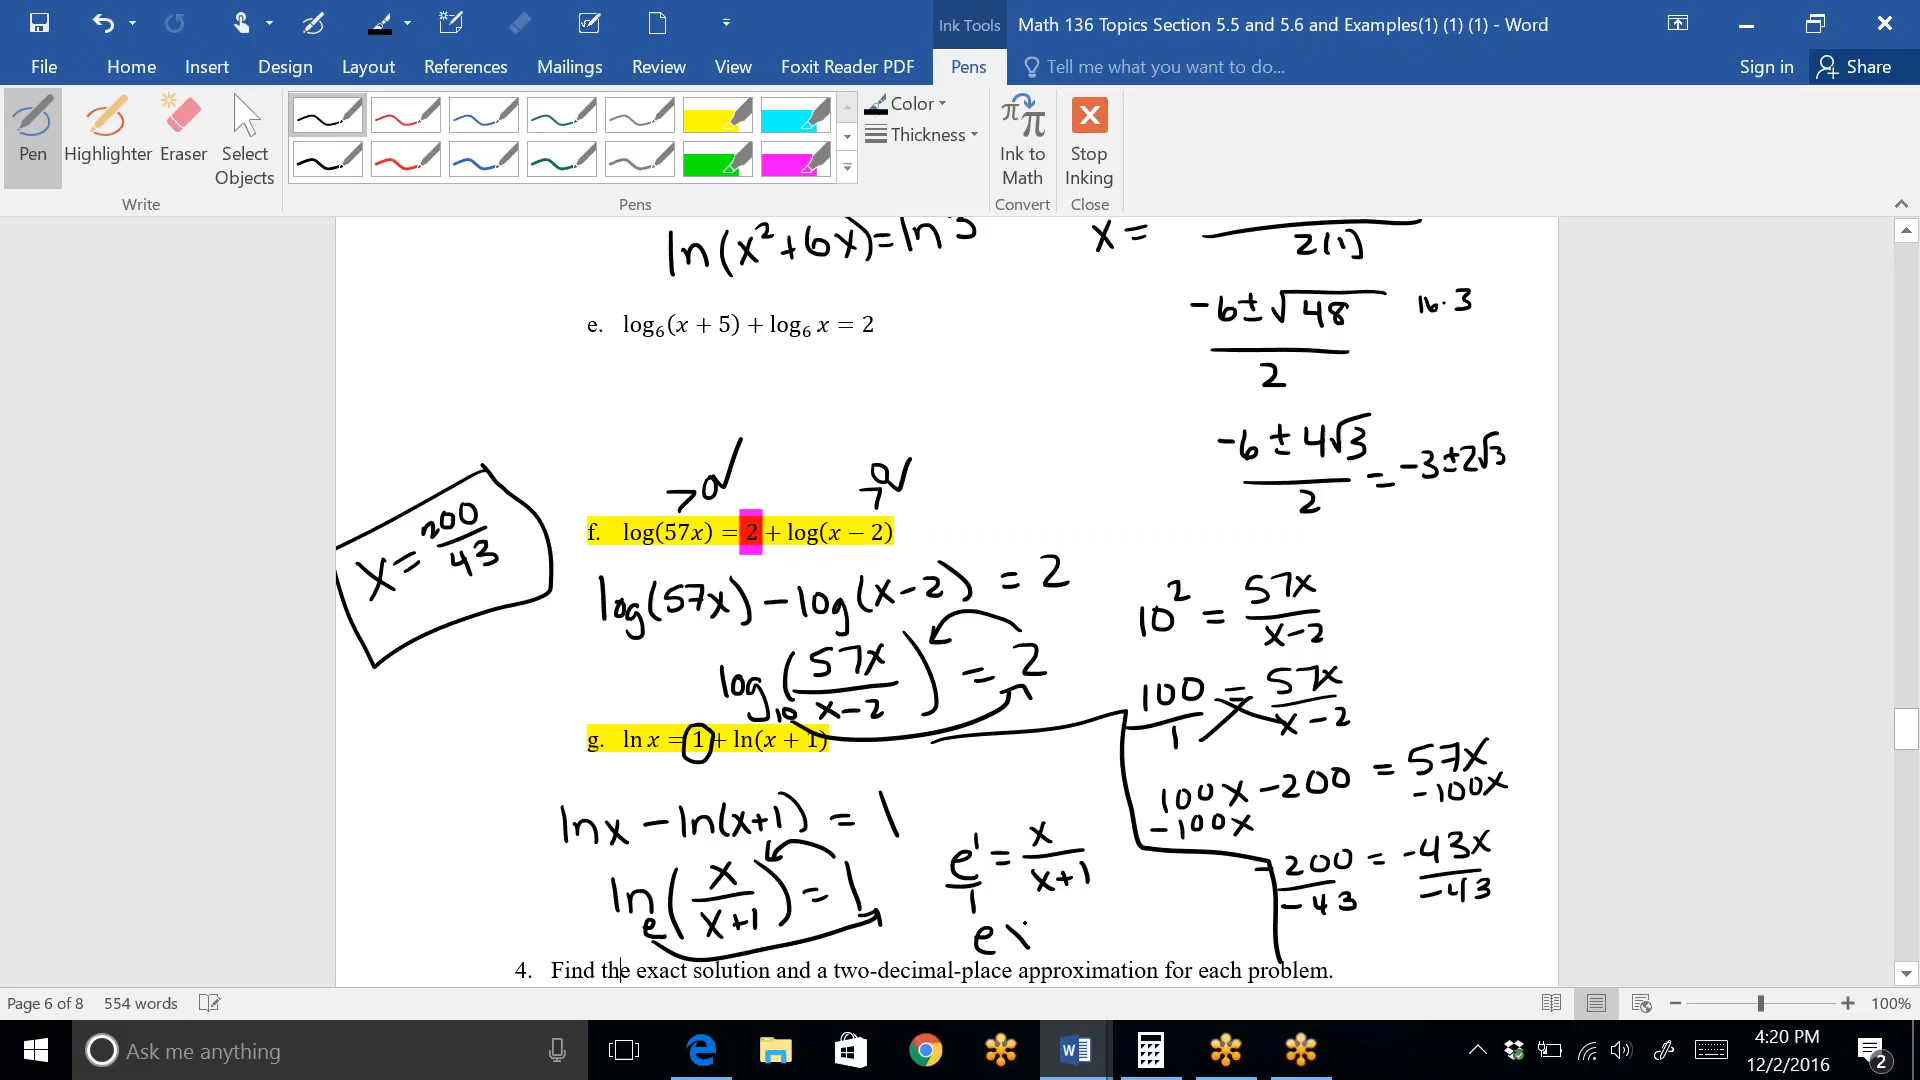 Ink Tools
Math 136 Topics Section 5.5 and 5.6 and Examples(1) (1) (1) - Word
File Home Insert Design Layout References Mailings Review View Foxit Reader PDF Pens Tell me what you want to do... Sign in Share
Pen Highlighter Eraser Select Objects
Color
Thickness
Ink to Math
Stop Inking
Write Pens Convert Close
ln(x²+6x)=ln 3
x=
2(1)
e. log₆(x + 5) + log₆ x = 2
-6±√48
2
16·3
-6±4√3
2
= -3±2√3
>0✓
>0✓
x = 200/43
f. log(57x) = 2 + log(x − 2)
log(57x) - log(x-2) = 2
log₁₀(57x/x-2) = 2
10² = 57x/x-2
100/1 = 57x/x-2
100x - 200 = 57x
-100x -100x
-200/-43 = -43x/-43
g. ln x = 1 + ln(x + 1)
lnx - ln(x+1) = 1
lnₑ(x/x+1) = 1
e¹/1 = x/x+1
e
4. Find the exact solution and a two-decimal-place approximation for each problem.
Page 6 of 8 554 words 100%
Ask me anything
4:20 PM
12/2/2016
2